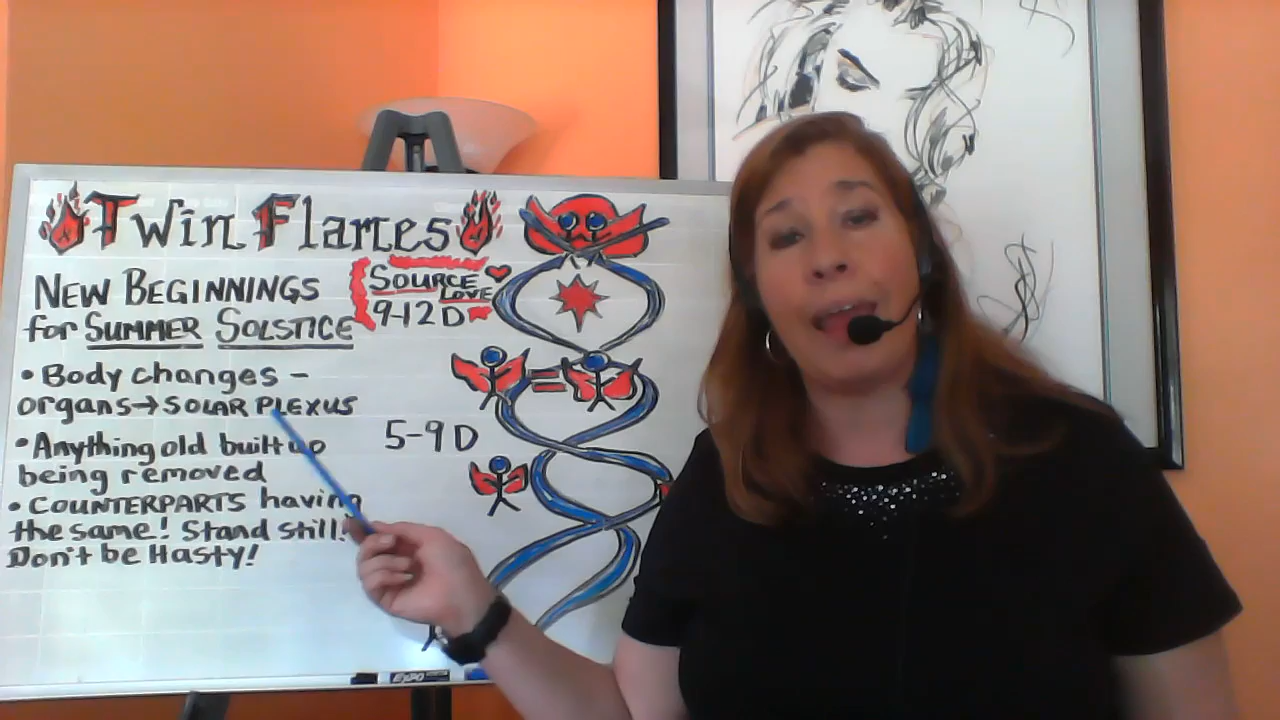 Twin Flames
NEW BEGINNINGS
for SUMMER SOLSTICE
SOURCE
LOVE
9-12D
• Body changes -
organs→SOLAR PLEXUS
• Anything old built up
being removed
• COUNTERPARTS having
the same! Stand still!
Don't be Hasty!
5-9D
EXPO